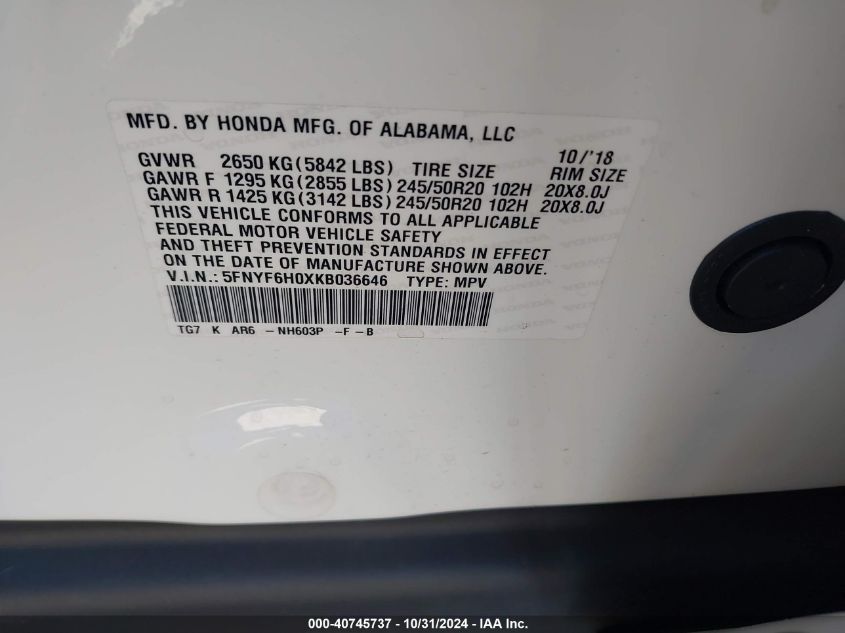 MFD. BY HONDA MFG. OF ALABAMA, LLC
10/'18
GVWR 2650 KG(5842 LBS) TIRE SIZE RIM SIZE
GAWR F 1295 KG(2855 LBS) 245/50R20 102H 20X8.0J
GAWR R 1425 KG(3142 LBS) 245/50R20 102H 20X8.0J
THIS VEHICLE CONFORMS TO ALL APPLICABLE
FEDERAL MOTOR VEHICLE SAFETY
AND THEFT PREVENTION STANDARDS IN EFFECT
ON THE DATE OF MANUFACTURE SHOWN ABOVE.
V.I.N.: 5FNYF6H0XKB036646 TYPE: MPV
TG7 K AR6 -NH603P -F-B
000-40745737 - 10/31/2024 - IAA Inc.